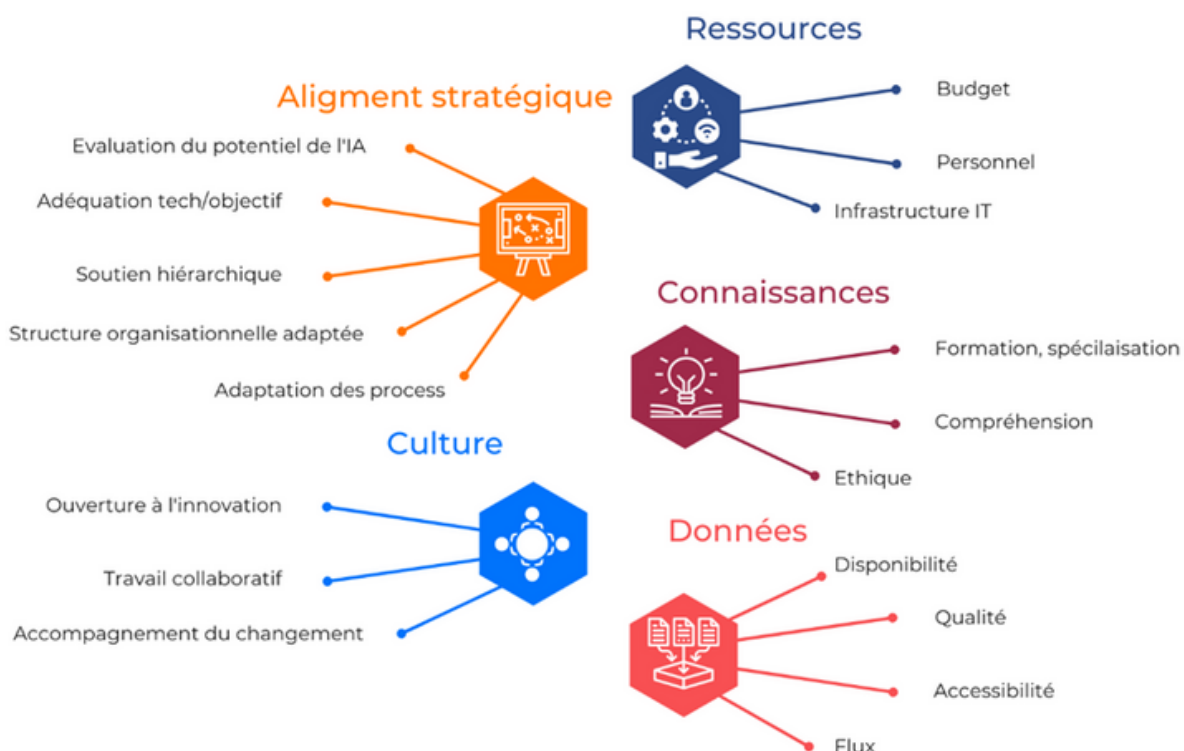 Aligment stratégique
Evaluation du potentiel de l'IA
Adéquation tech/objectif
Soutien hiérarchique
Structure organisationnelle adaptée
Adaptation des process
Culture
Ouverture à l'innovation
Travail collaboratif
Accompagnement du changement
Ressources
Budget
Personnel
Infrastructure IT
Connaissances
Formation, spécilaisation
Compréhension
Ethique
Données
Disponibilité
Qualité
Accessibilité
Flux